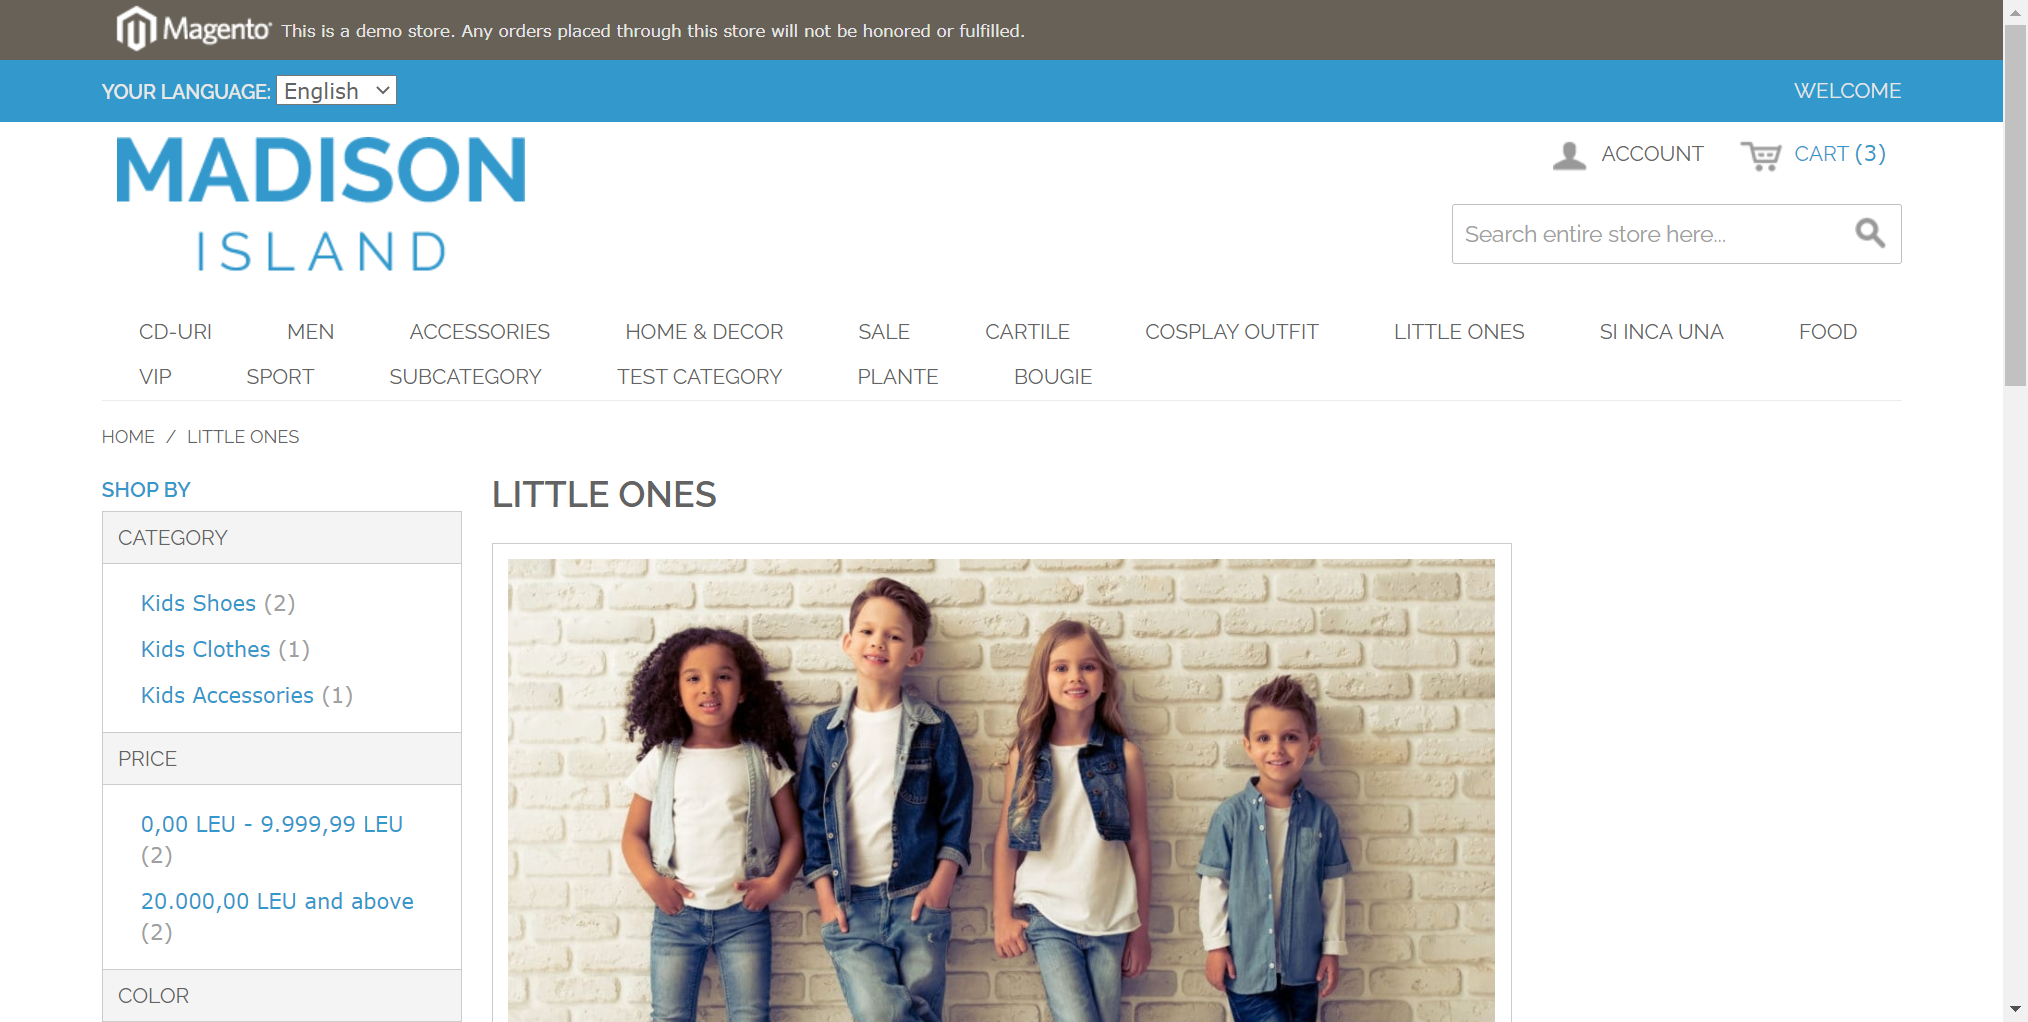 Magento This is a demo store. Any orders placed through this store will not be honored or fulfilled.
YOUR LANGUAGE: English WELCOME
MADISON
ISLAND
ACCOUNT CART (3)
Search entire store here...
CD-URI MEN ACCESSORIES HOME & DECOR SALE CARTILE COSPLAY OUTFIT LITTLE ONES SI INCA UNA FOOD
VIP SPORT SUBCATEGORY TEST CATEGORY PLANTE BOUGIE
HOME / LITTLE ONES
SHOP BY
CATEGORY
Kids Shoes (2)
Kids Clothes (1)
Kids Accessories (1)
PRICE
0,00 LEU - 9.999,99 LEU
(2)
20.000,00 LEU and above
(2)
COLOR
LITTLE ONES